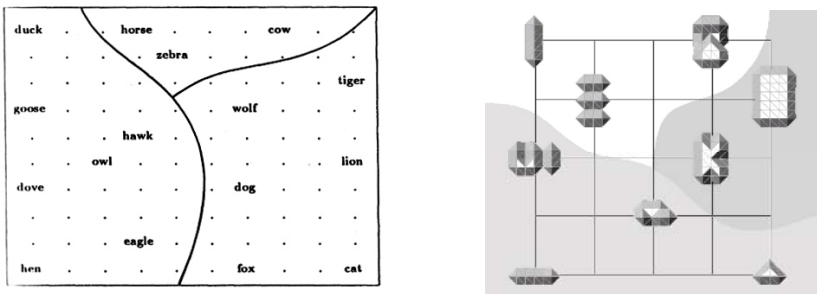 duck horse cow
zebra
tiger
goose wolf
hawk
owl lion
dove dog
eagle
hen fox cat